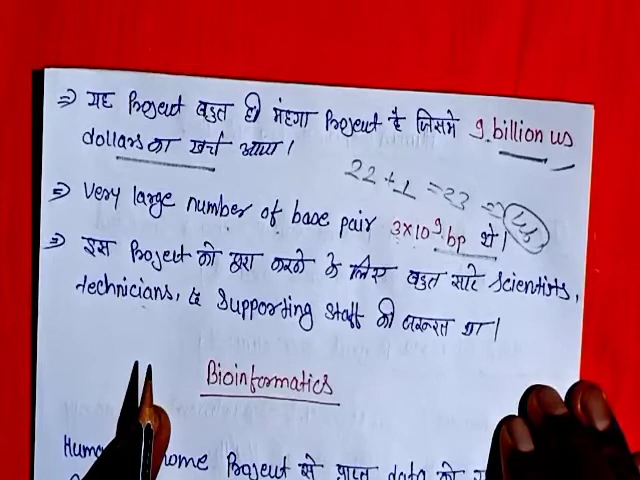 ⇒ यह Project बहुत ही मंहगा Project है जिसमे 9 billion us
dollars का खर्च आया।
22+1 = 23 ⇒ 46
⇒ Very large number of base pair 3×10⁹ bp थे।
⇒ इस Project को द्वारा करने के लिए बहुत सारे scientists,
technicians, & Supporting staff की जरूरत था।
Bioinformatics
Human Project से प्राप्त data को